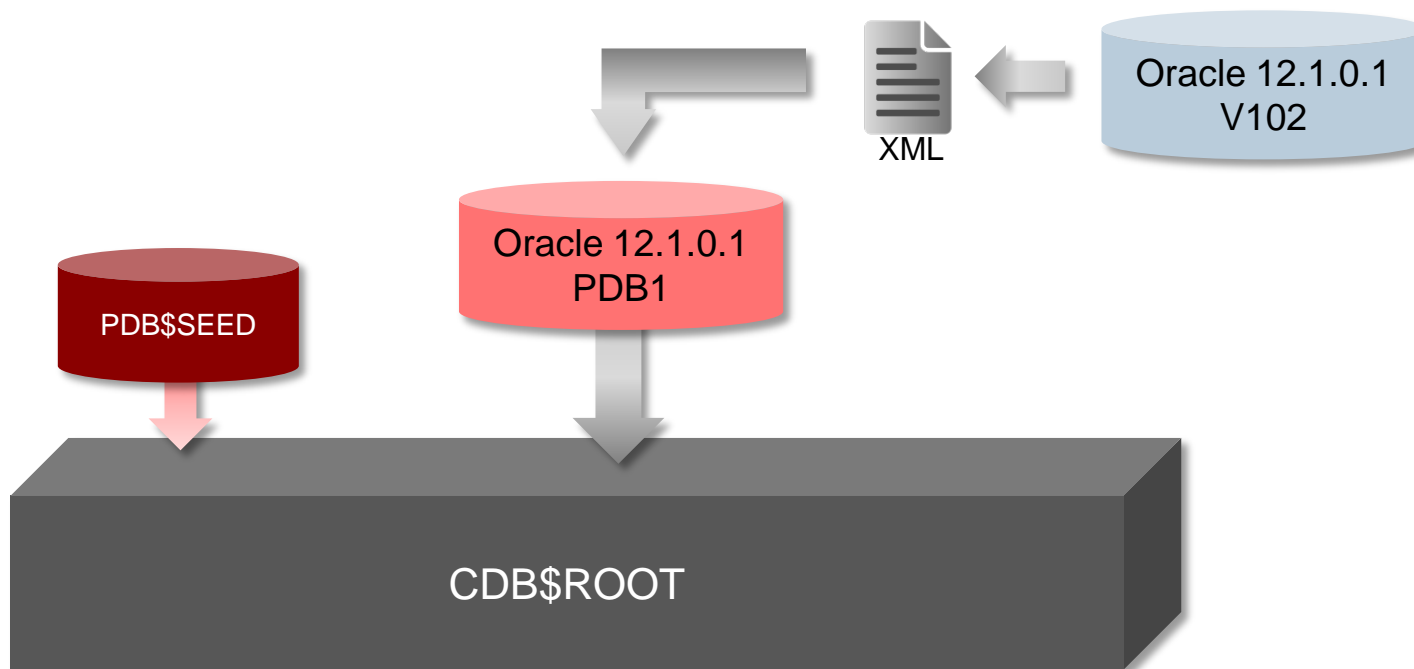 Oracle 12.1.0.1
V102
XML
Oracle 12.1.0.1
PDB1
PDB$SEED
CDB$ROOT